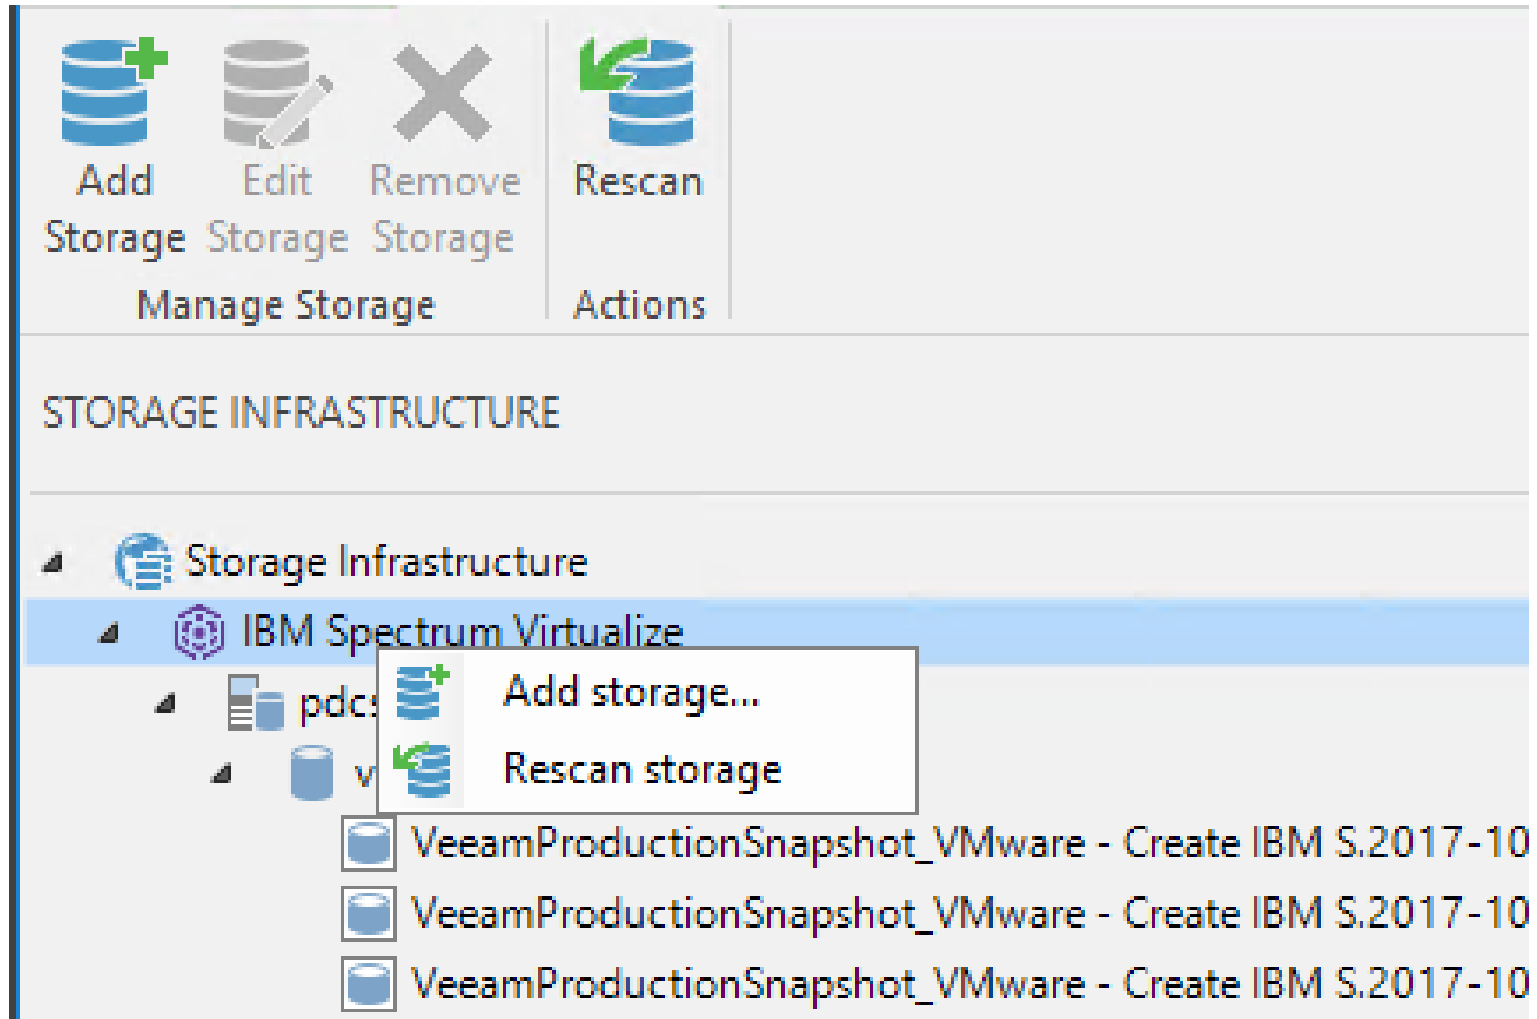 Add Storage
Edit Storage
Remove Storage
Rescan
Manage Storage
Actions
STORAGE INFRASTRUCTURE
Storage Infrastructure
IBM Spectrum Virtualize
Add storage...
Rescan storage
VeeamProductionSnapshot_VMware - Create IBM S.2017-10
VeeamProductionSnapshot_VMware - Create IBM S.2017-10
VeeamProductionSnapshot_VMware - Create IBM S.2017-10